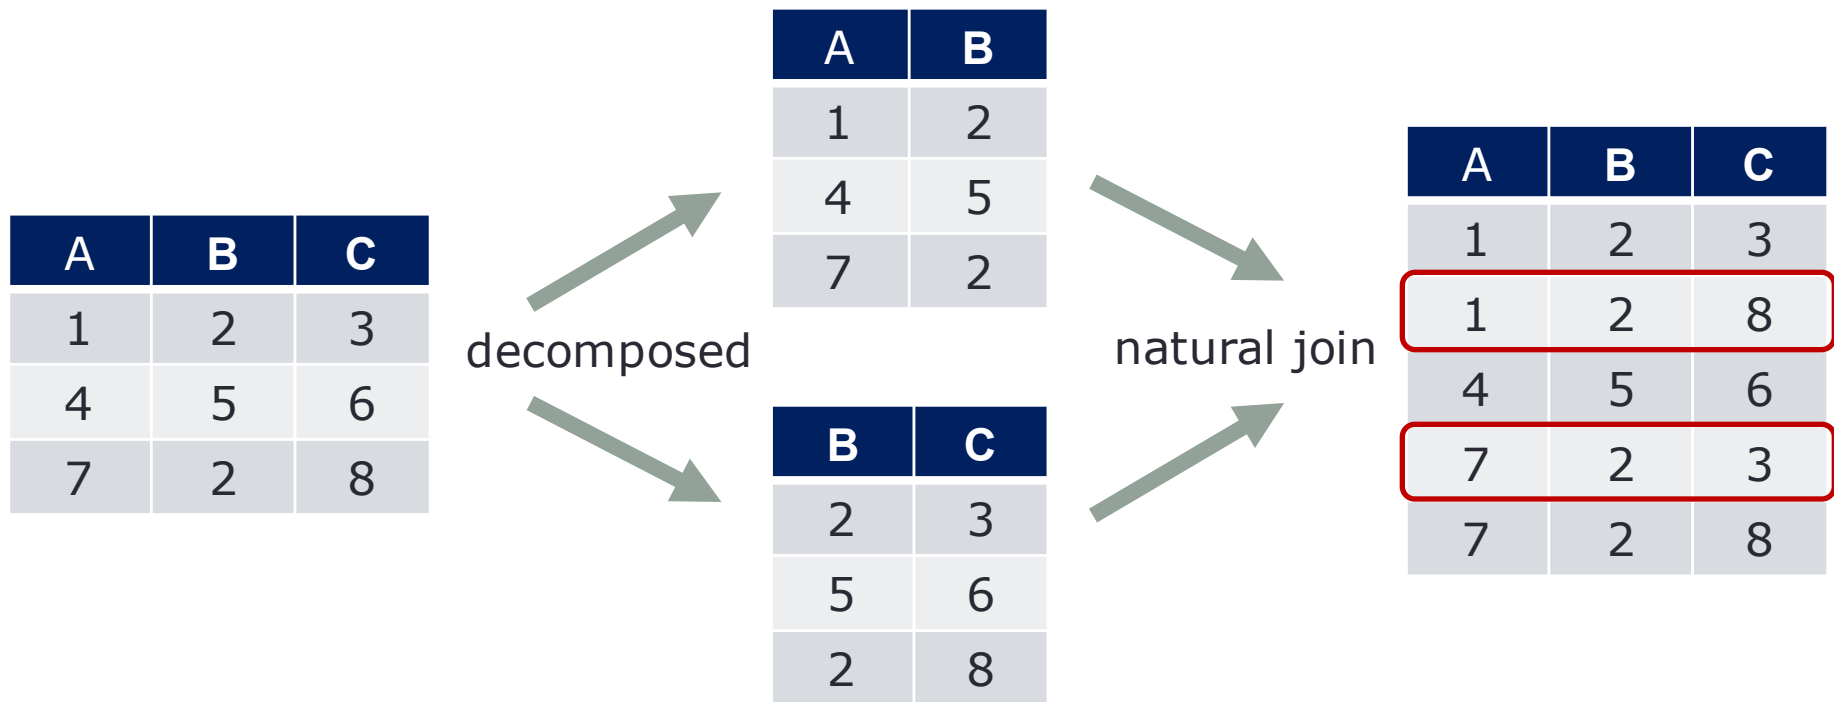 A B C
1 2 3
4 5 6
7 2 8
decomposed
A B
1 2
4 5
7 2
B C
2 3
5 6
2 8
natural join
A B C
1 2 3
1 2 8
4 5 6
7 2 3
7 2 8